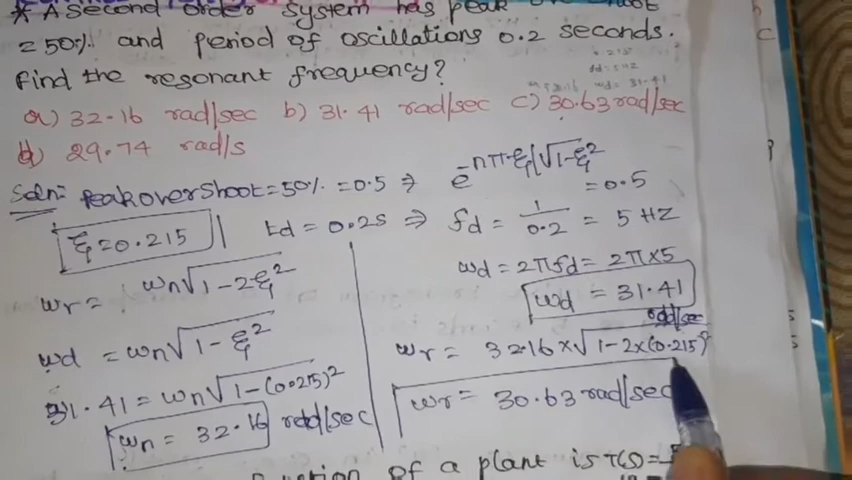 * A second order system has peak overshoot
= 50%. and period of oscillations 0.2 seconds.
Find the resonant frequency?
a) 32.16 rad/sec b) 31.41 rad/sec c) 30.63 rad/sec
d) 29.74 rad/s
Soln:- Peak overshoot = 50% = 0.5 ⇒ e^-nπξ/√1-ξ² = 0.5
ξ = 0.215
td = 0.2s ⇒ fd = 1/0.2 = 5 HZ
ωd = 2πfd = 2π×5
ωd = 31.41 rad/sec
ωr = ωn√1-2ξ²
ωd = ωn√1-ξ²
31.41 = ωn√1-(0.215)²
ωn = 32.16 rad/sec
ωr = 32.16×√1-2×(0.215)²
ωr = 30.63 rad/sec
of a plant is T(s) =